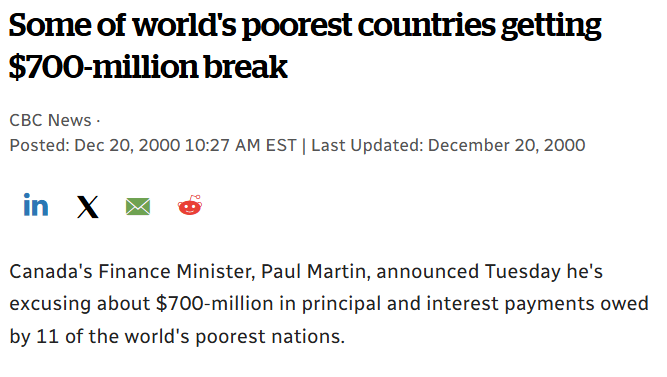 Some of world's poorest countries getting
$700-million break
CBC News ·
Posted: Dec 20, 2000 10:27 AM EST | Last Updated: December 20, 2000
in
X
Canada's Finance Minister, Paul Martin, announced Tuesday he's
excusing about $700-million in principal and interest payments owed
by 11 of the world's poorest nations.